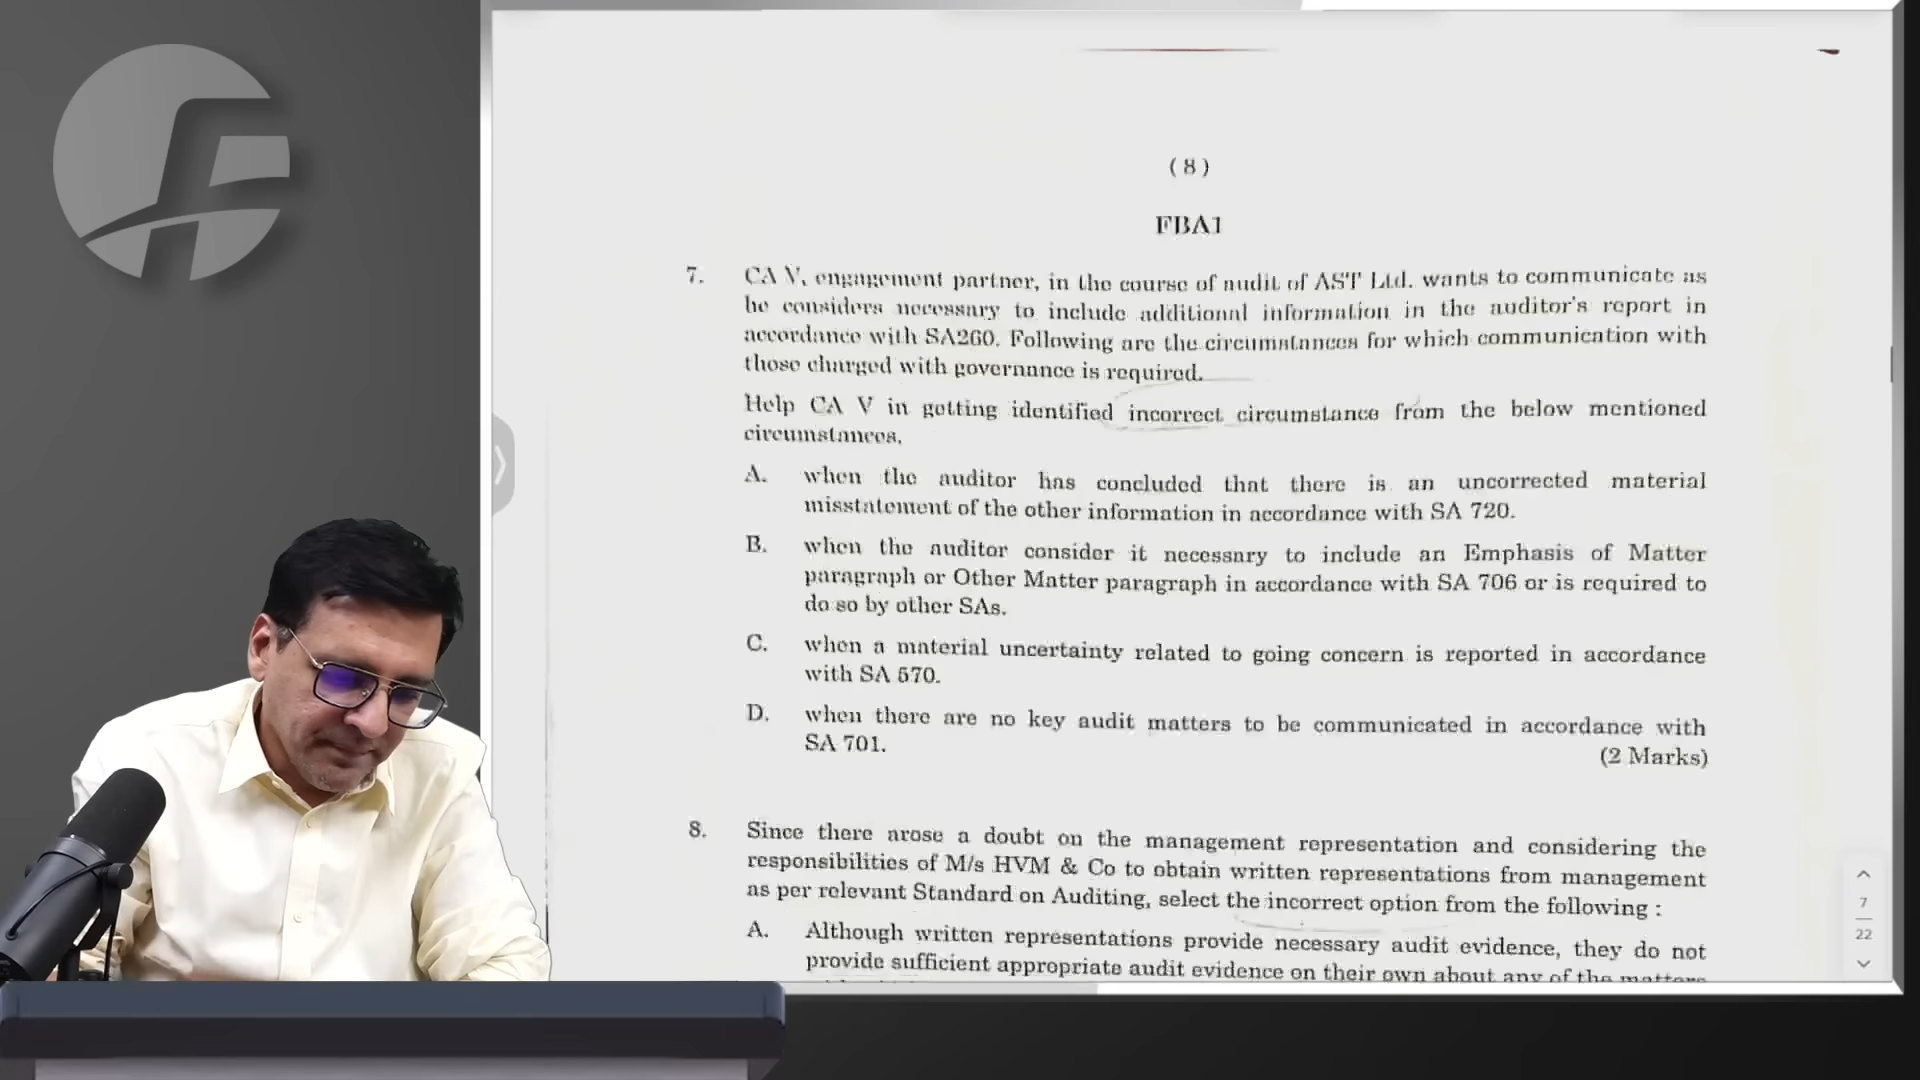 ( 8 )
FBA1
7. CA V, engagement partner, in the course of audit of AST Ltd. wants to communicate as
he considers necessary to include additional information in the auditor's report in
accordance with SA260. Following are the circumstances for which communication with
those charged with governance is required.
Help CA V in getting identified incorrect circumstance from the below mentioned
circumstances.
A. when the auditor has concluded that there is an uncorrected material
misstatement of the other information in accordance with SA 720.
B. when the auditor consider it necessary to include an Emphasis of Matter
paragraph or Other Matter paragraph in accordance with SA 706 or is required to
do so by other SAs.
C. when a material uncertainty related to going concern is reported in accordance
with SA 570.
D. when there are no key audit matters to be communicated in accordance with
SA 701.
(2 Marks)
8. Since there arose a doubt on the management representation and considering the
responsibilities of M/s HVM & Co to obtain written representations from management
as per relevant Standard on Auditing, select the incorrect option from the following :
A. Although written representations provide necessary audit evidence, they do not
provide sufficient appropriate audit evidence on their own about any of the matters
7
22